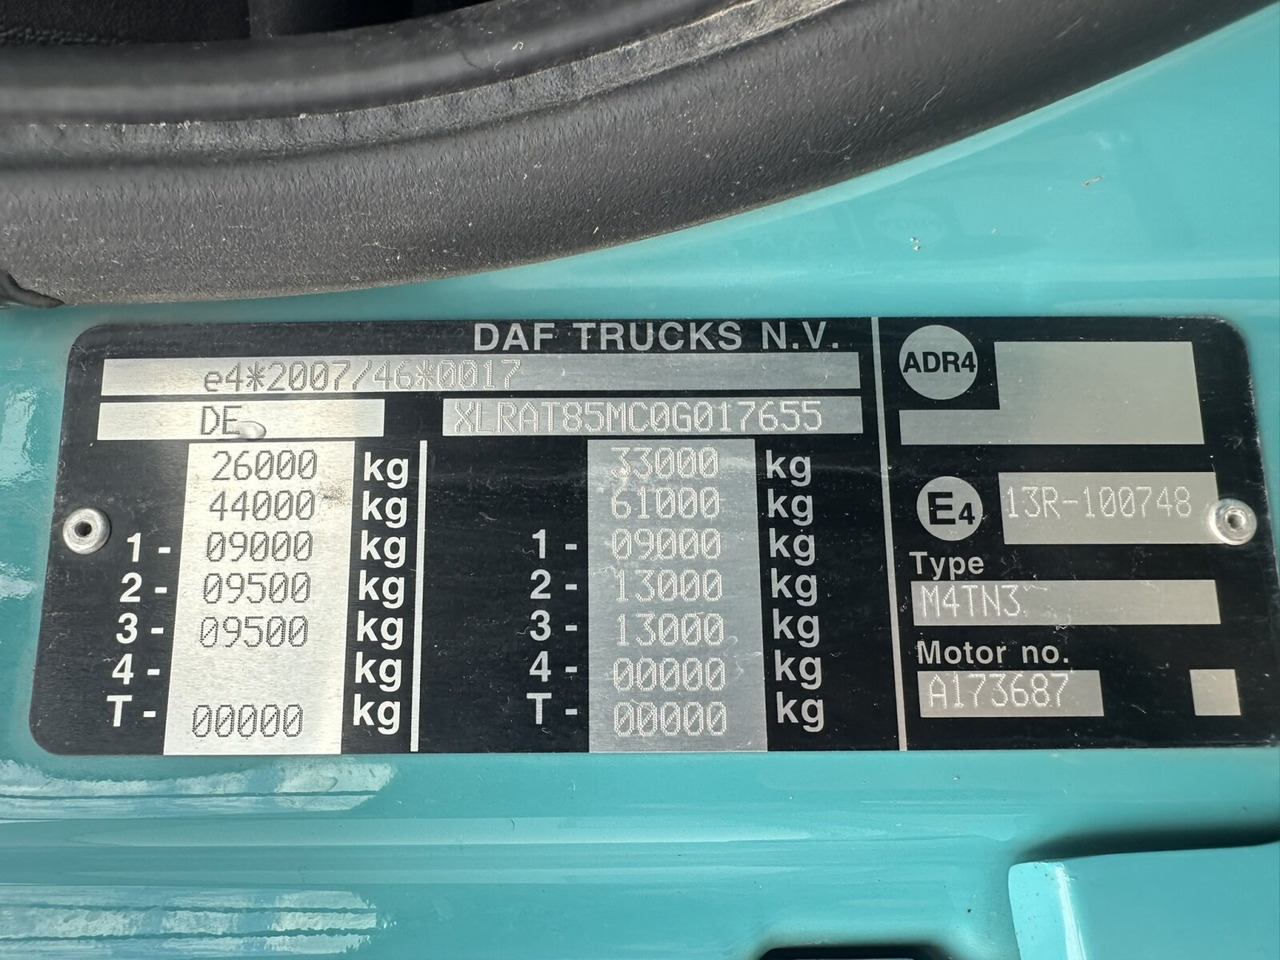 DAF TRUCKS N.V.
e4*2007/46*0017
DE
XLRAT85MC0G017655
26000 kg
44000 kg
1 - 09000 kg
2 - 09500 kg
3 - 09500 kg
4 - kg
T - 00000 kg
33000 kg
61000 kg
1 - 09000 kg
2 - 13000 kg
3 - 13000 kg
4 - 00000 kg
T - 00000 kg
ADR4
E4 13R-100748
Type
M4TN3
Motor no.
A173687